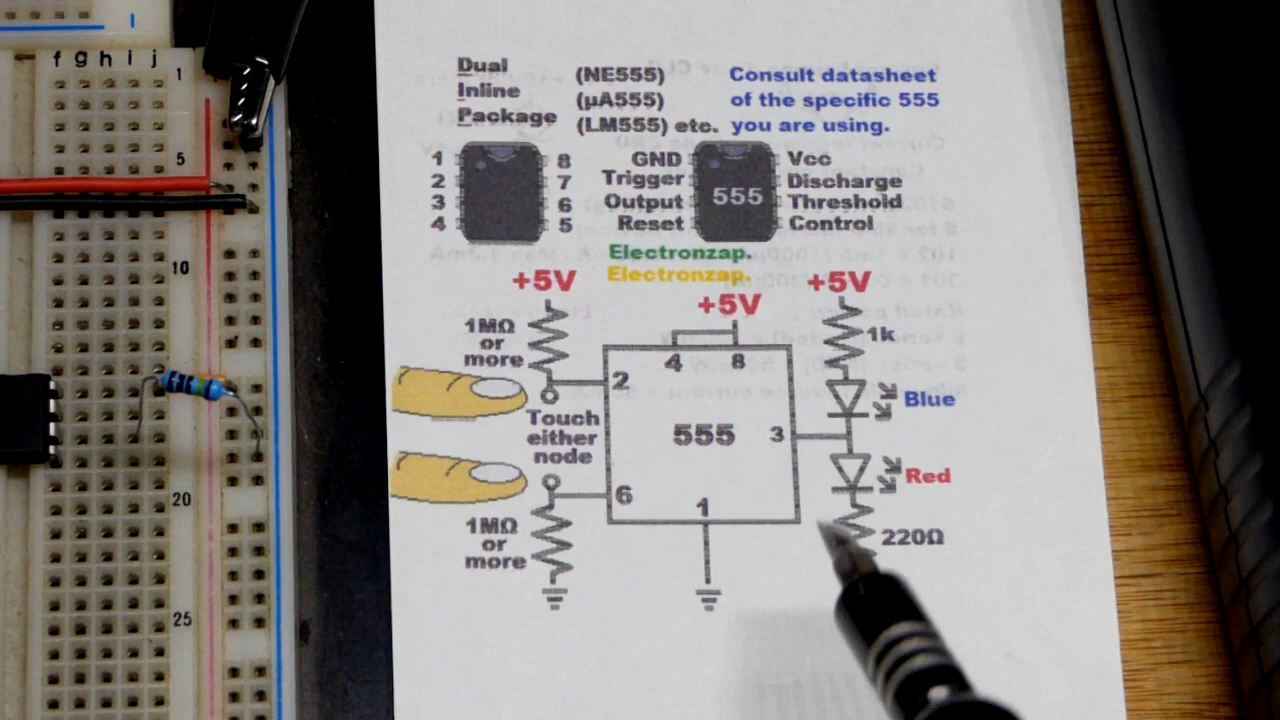 f g h i j
1
5
10
20
25
Dual
Inline
Package
(NE555)
(µA555)
(LM555) etc.
Consult datasheet
of the specific 555
you are using.
1 8
2 7
3 6
4 5
GND Vcc
Trigger Discharge
Output 555 Threshold
Reset Control
Electronzap.
Electronzap.
+5V
+5V
+5V
1MΩ
or
more
1k
4 8
2
Blue
Touch
either
node
555
3
Red
6
1
1MΩ
or
more
220Ω